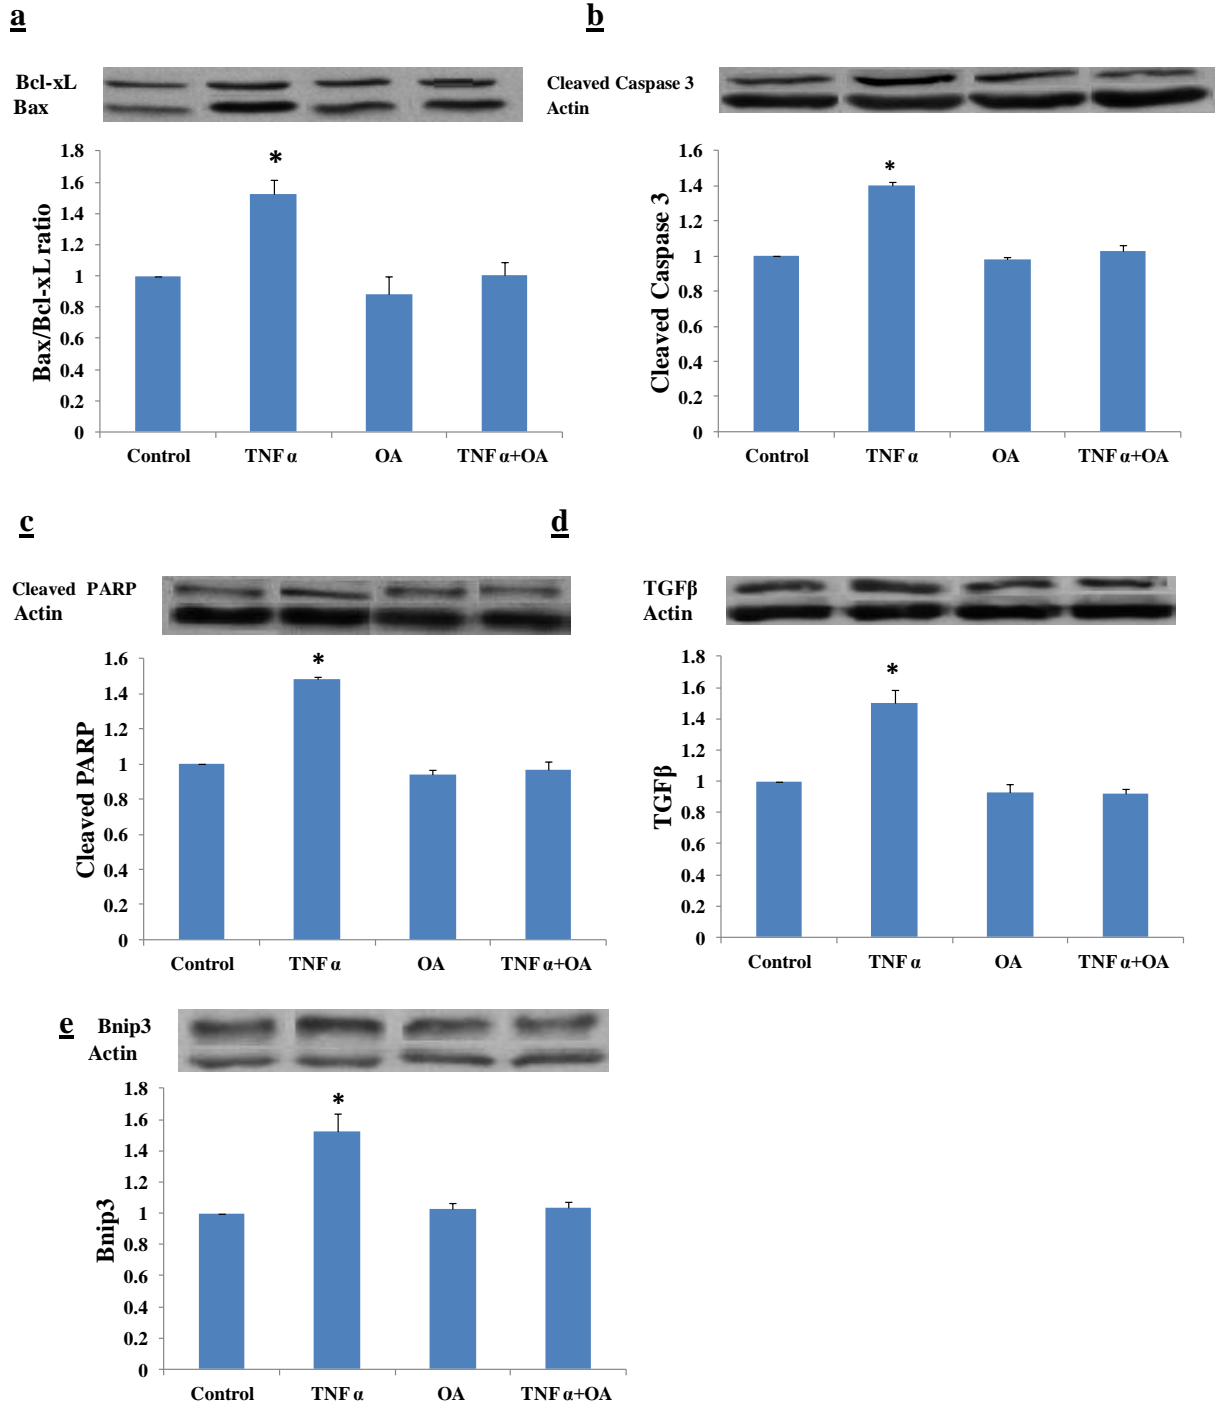 a
Bcl-xL
Bax
1.8
*
1.6
1.4
1.2
1
0.8
0.6
0.4
0.2
0
Bax/Bcl-xL ratio
Control TNF α OA TNF α+OA
b
Cleaved Caspase 3
Actin
1.6
*
1.4
1.2
1
0.8
0.6
0.4
0.2
0
Cleaved Caspase 3
Control TNF α OA TNF α+OA
c
Cleaved PARP
Actin
1.6
*
1.4
1.2
1
0.8
0.6
0.4
0.2
0
Cleaved PARP
Control TNF α OA TNF α+OA
d
TGFβ
Actin
1.8
*
1.6
1.4
1.2
1
0.8
0.6
0.4
0.2
0
TGFβ
Control TNF α OA TNF α+OA
e
Bnip3
Actin
1.8
*
1.6
1.4
1.2
1
0.8
0.6
0.4
0.2
0
Bnip3
Control TNF α OA TNF α+OA